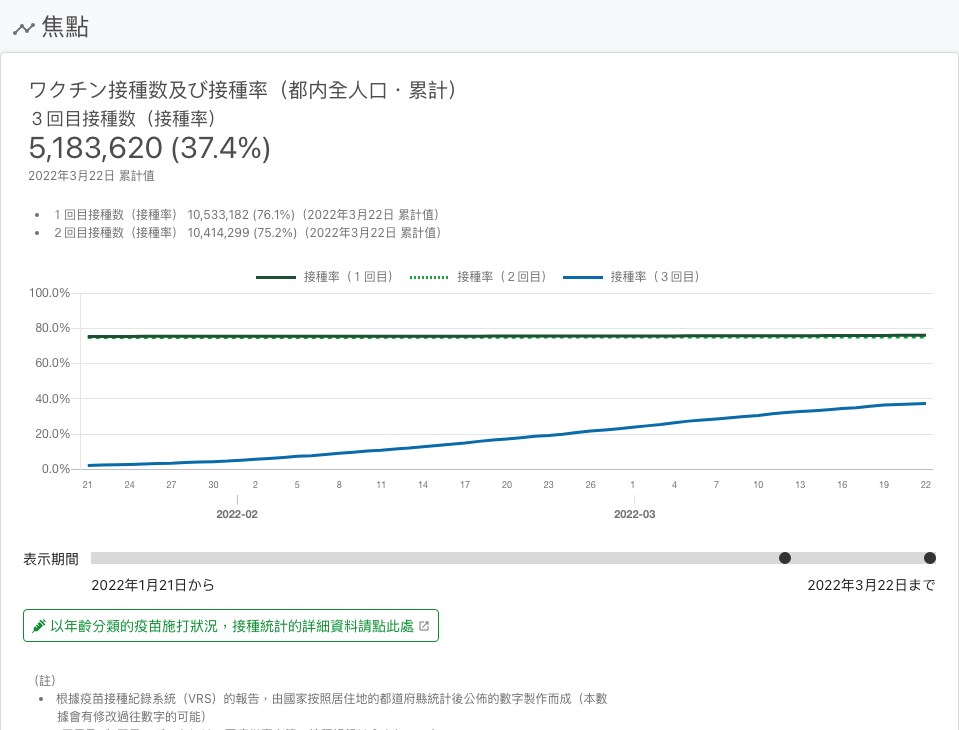 焦點
ワクチン接種数及び接種率（都内全人口・累計）
３回目接種数（接種率）
5,183,620 (37.4%)
2022年3月22日 累計値
• １回目接種数（接種率） 10,533,182 (76.1%)（2022年3月22日 累計値）
• ２回目接種数（接種率） 10,414,299 (75.2%)（2022年3月22日 累計値）
接種率（１回目） 接種率（２回目） 接種率（３回目）
100.0%
80.0%
60.0%
40.0%
20.0%
0.0%
21 24 27 30 2 5 8 11 14 17 20 23 26 1 4 7 10 13 16 19 22
2022-02 2022-03
表示期間
2022年1月21日から 2022年3月22日まで
以年齡分類的疫苗施打狀況，接種統計的詳細資料請點此處
（註）
• 根據疫苗接種紀錄系統（VRS）的報告，由國家按照居住地的都道府縣統計後公佈的數字製作而成（本數
據會有修改過往數字的可能）